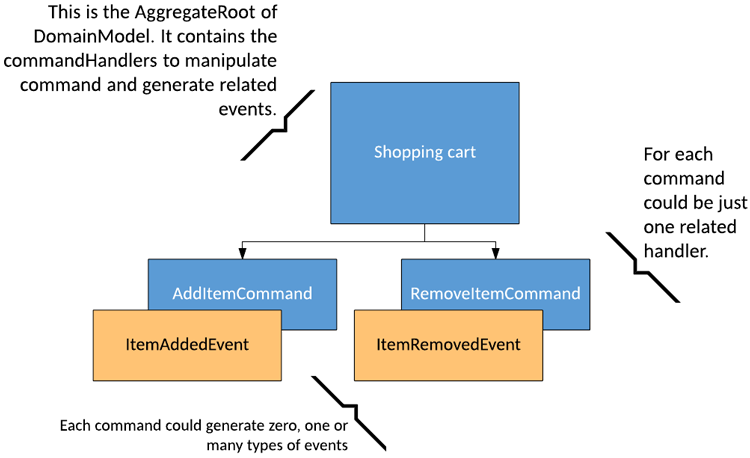 This is the AggregateRoot of
DomainModel. It contains the
commandHandlers to manipulate
command and generate related
events.
Shopping cart
For each
command
could be just
one related
handler.
AddItemCommand
RemoveItemCommand
ItemAddedEvent
ItemRemovedEvent
Each command could generate zero, one or
many types of events